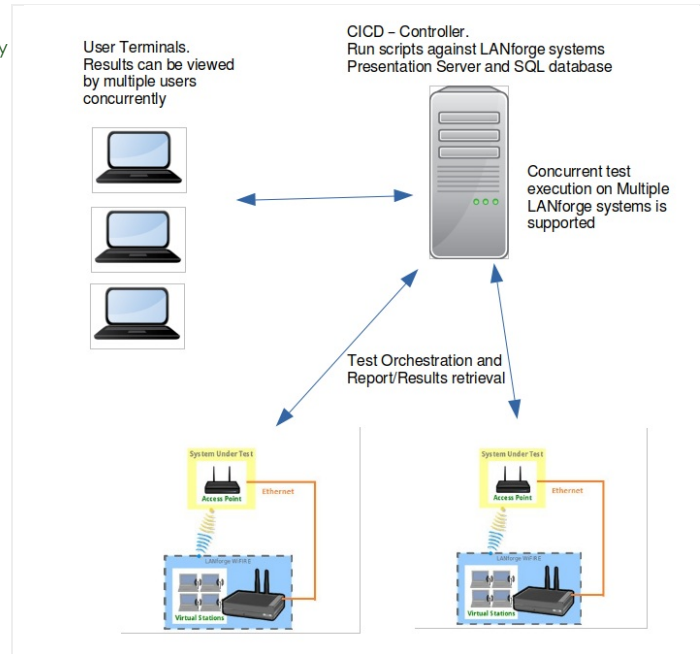 y
User Terminals.
Results can be viewed
by multiple users
concurrently
CICD – Controller.
Run scripts against LANforge systems
Presentation Server and SQL database
Concurrent test
execution on Multiple
LANforge systems is
supported
Test Orchestration and
Report/Results retrieval
System Under Test
Access Point
Ethernet
LANforge WiFIRE
Virtual Stations
System Under Test
Access Point
Ethernet
LANforge WiFIRE
Virtual Stations